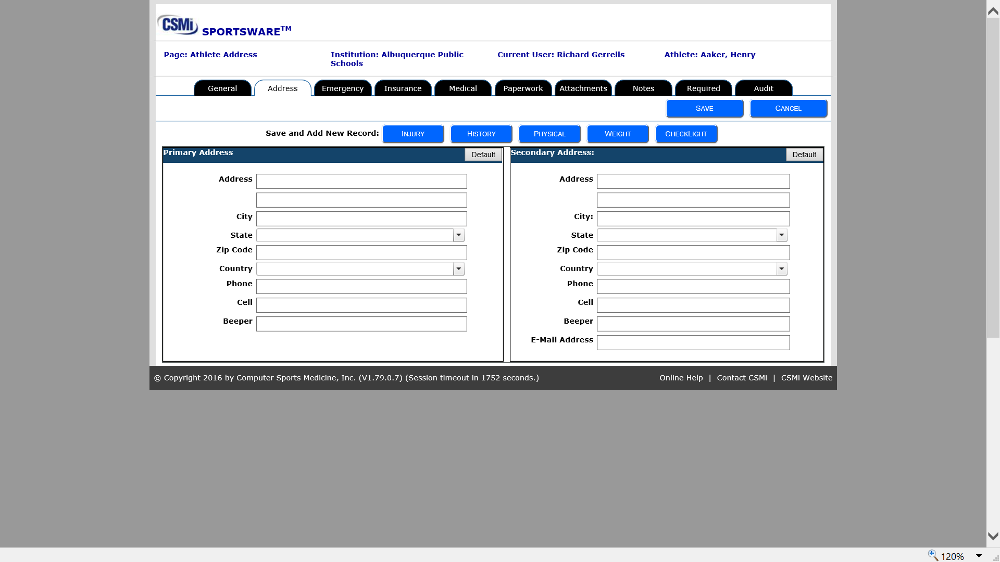 CSMi SPORTSWARE™
Page: Athlete Address
Institution: Albuquerque Public Schools
Current User: Richard Gerrells
Athlete: Aaker, Henry
General Address Emergency Insurance Medical Paperwork Attachments Notes Required Audit
SAVE CANCEL
Save and Add New Record: INJURY HISTORY PHYSICAL WEIGHT CHECKLIGHT
Primary Address Default
Address
City
State
Zip Code
Country
Phone
Cell
Beeper
Secondary Address: Default
Address
City:
State
Zip Code
Country
Phone
Cell
Beeper
E-Mail Address
© Copyright 2016 by Computer Sports Medicine, Inc. (V1.79.0.7) (Session timeout in 1752 seconds.)
Online Help | Contact CSMi | CSMi Website
120%